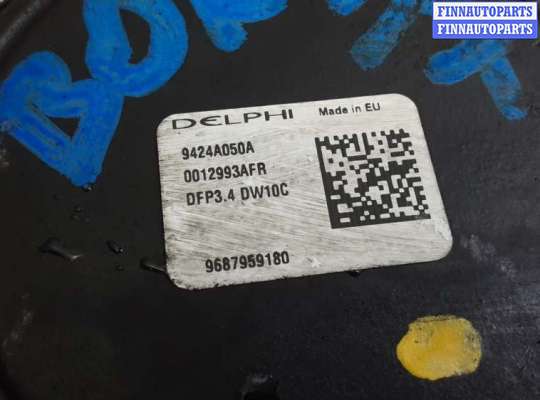 FINNAUTOPARTS
FINNAUTOPARTS
DELPHI Made in EU
9424A050A
0012993AFR
DFP3.4 DW10C
9687959180